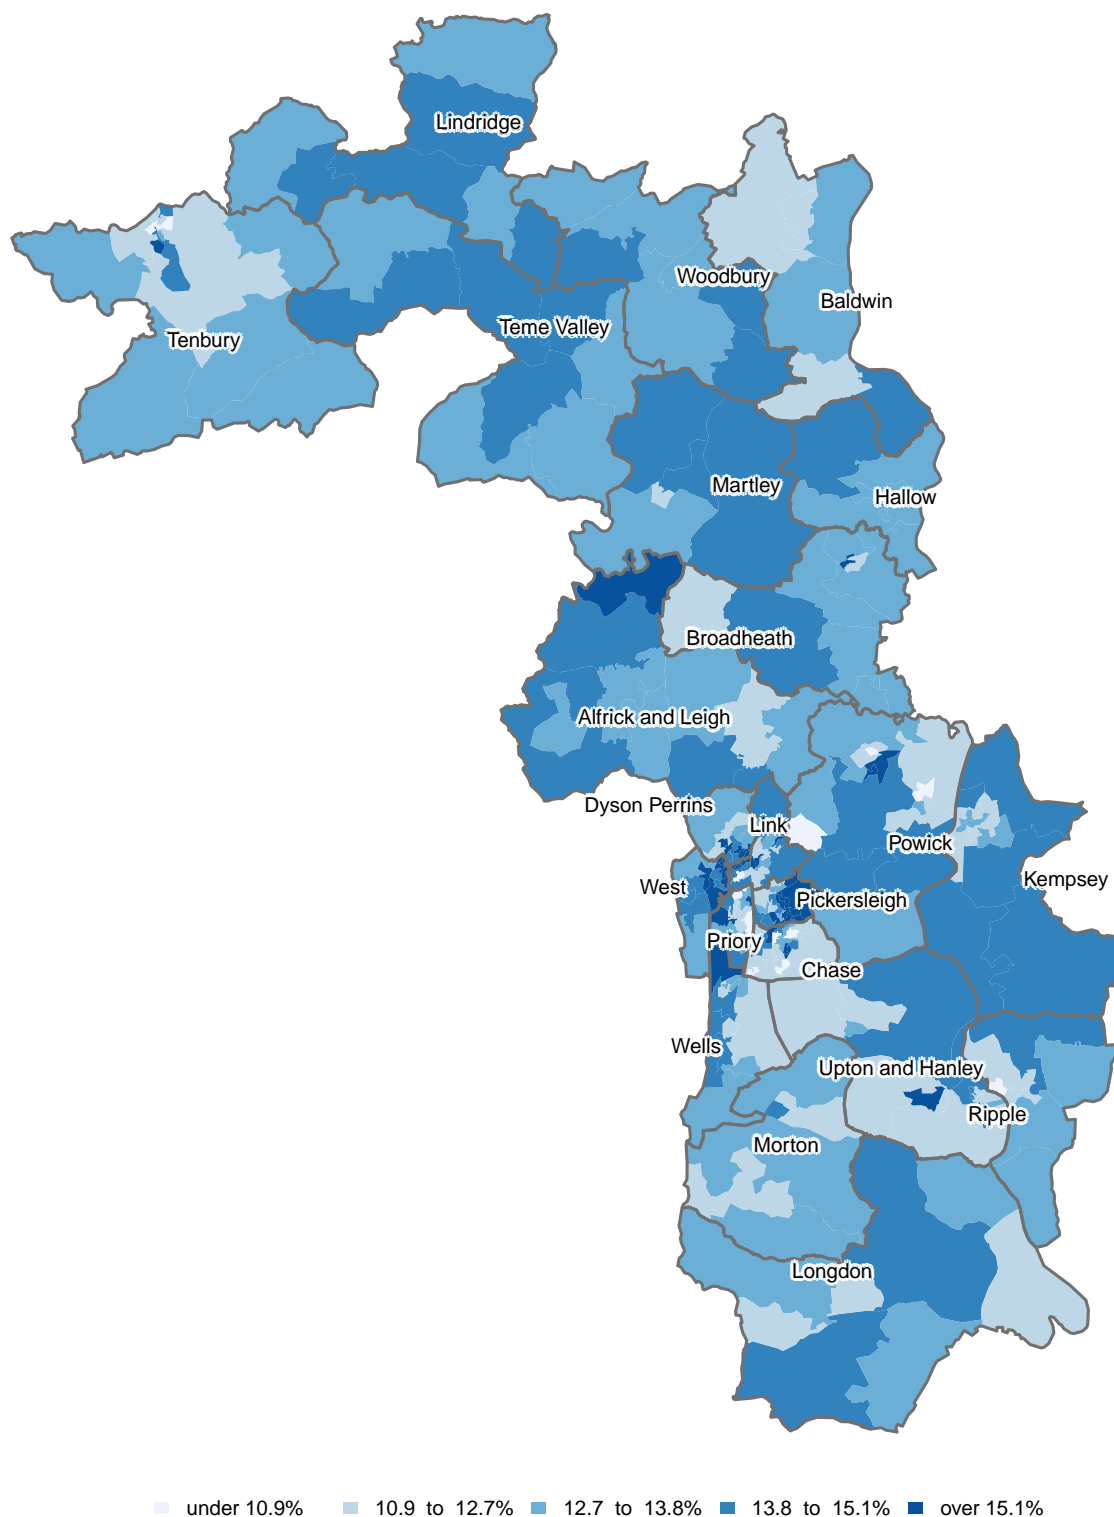 Lindridge
Woodbury
Baldwin
Teme Valley
Tenbury
Martley
Hallow
Broadheath
Alfrick and Leigh
Dyson Perrins
Link
Powick
Kempsey
West
Pickersleigh
Priory
Chase
Wells
Upton and Hanley
Ripple
Morton
Longdon
under 10.9% 10.9 to 12.7% 12.7 to 13.8% 13.8 to 15.1% over 15.1%